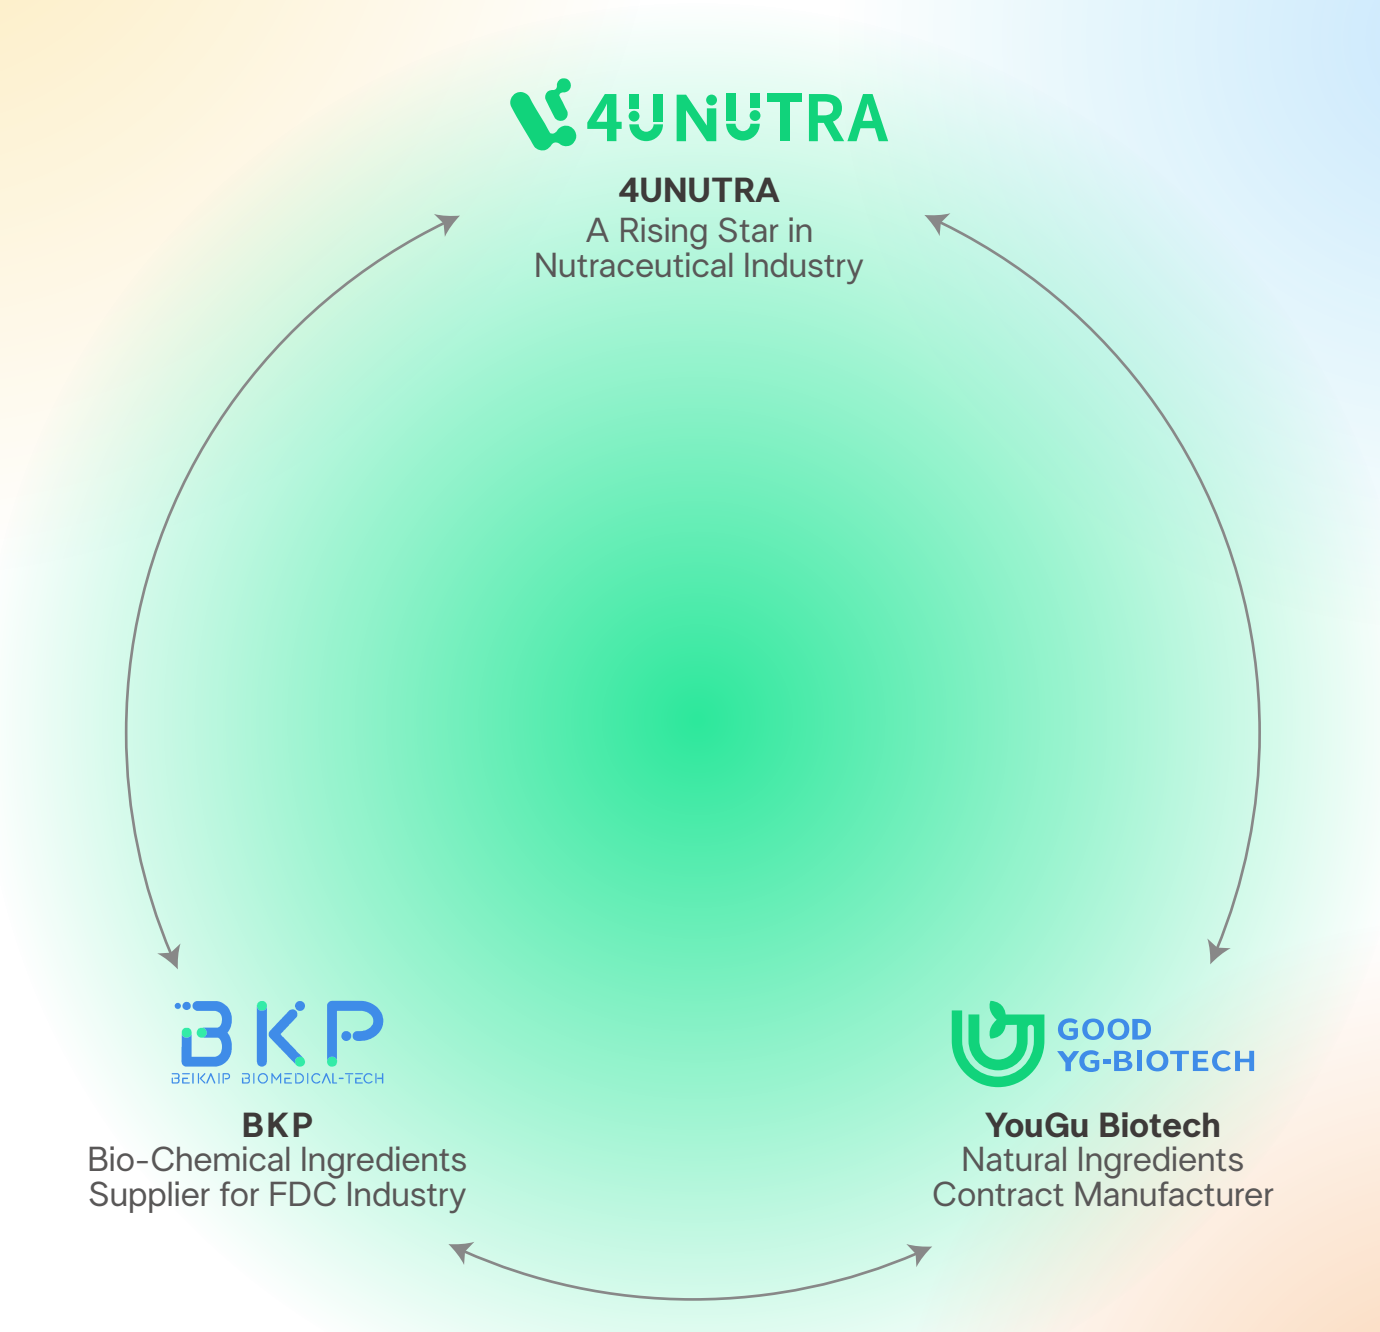 4UNUTRA
4UNUTRA
A Rising Star in
Nutraceutical Industry
BKP
BEIKAIP BIOMEDICAL-TECH
BKP
Bio-Chemical Ingredients
Supplier for FDC Industry
GOOD
YG-BIOTECH
YouGu Biotech
Natural Ingredients
Contract Manufacturer